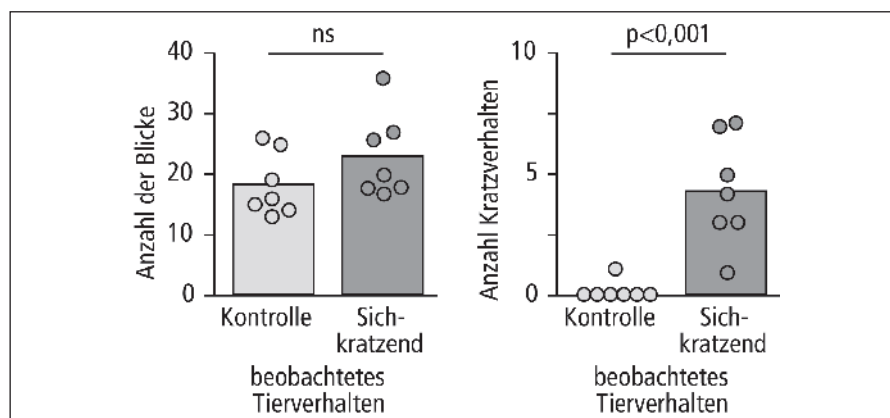 ns
40
30
20
10
0
Anzahl der Blicke
Kontrolle
Sich-
kratzend
beobachtetes
Tierverhalten
p<0,001
10
5
0
Anzahl Kratzverhalten
Kontrolle
Sich-
kratzend
beobachtetes
Tierverhalten